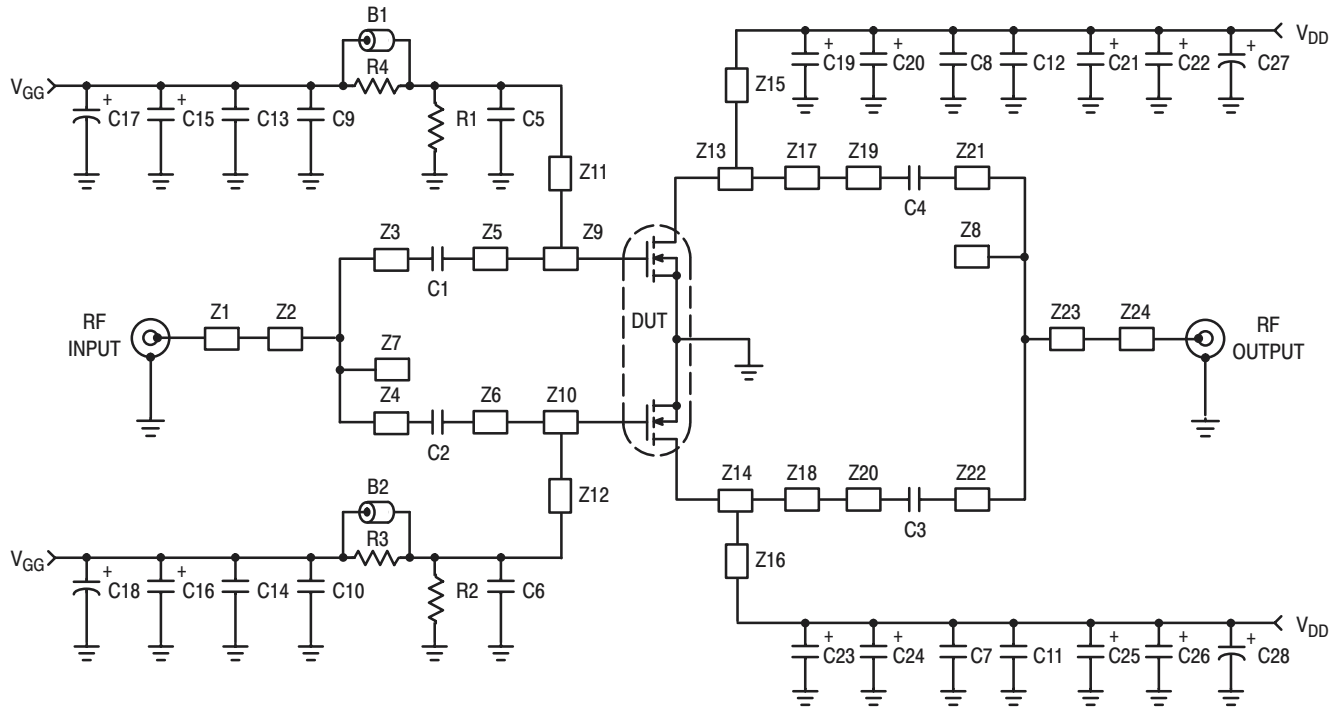 B1
R4
VGG
+ C17
+ C15
C13
C9
R1
C5
Z11
VDD
+ C19
+ C20
C8
C12
+ C21
+ C22
+ C27
Z15
Z13
Z17
Z19
C4
Z21
Z3
C1
Z5
Z9
Z8
RF
INPUT
Z1
Z2
Z7
DUT
Z23
Z24
RF
OUTPUT
Z4
C2
Z6
Z10
Z12
Z14
Z18
Z20
C3
Z22
Z16
B2
R3
VGG
+ C18
+ C16
C14
C10
R2
C6
VDD
+ C23
+ C24
C7
C11
+ C25
+ C26
+ C28